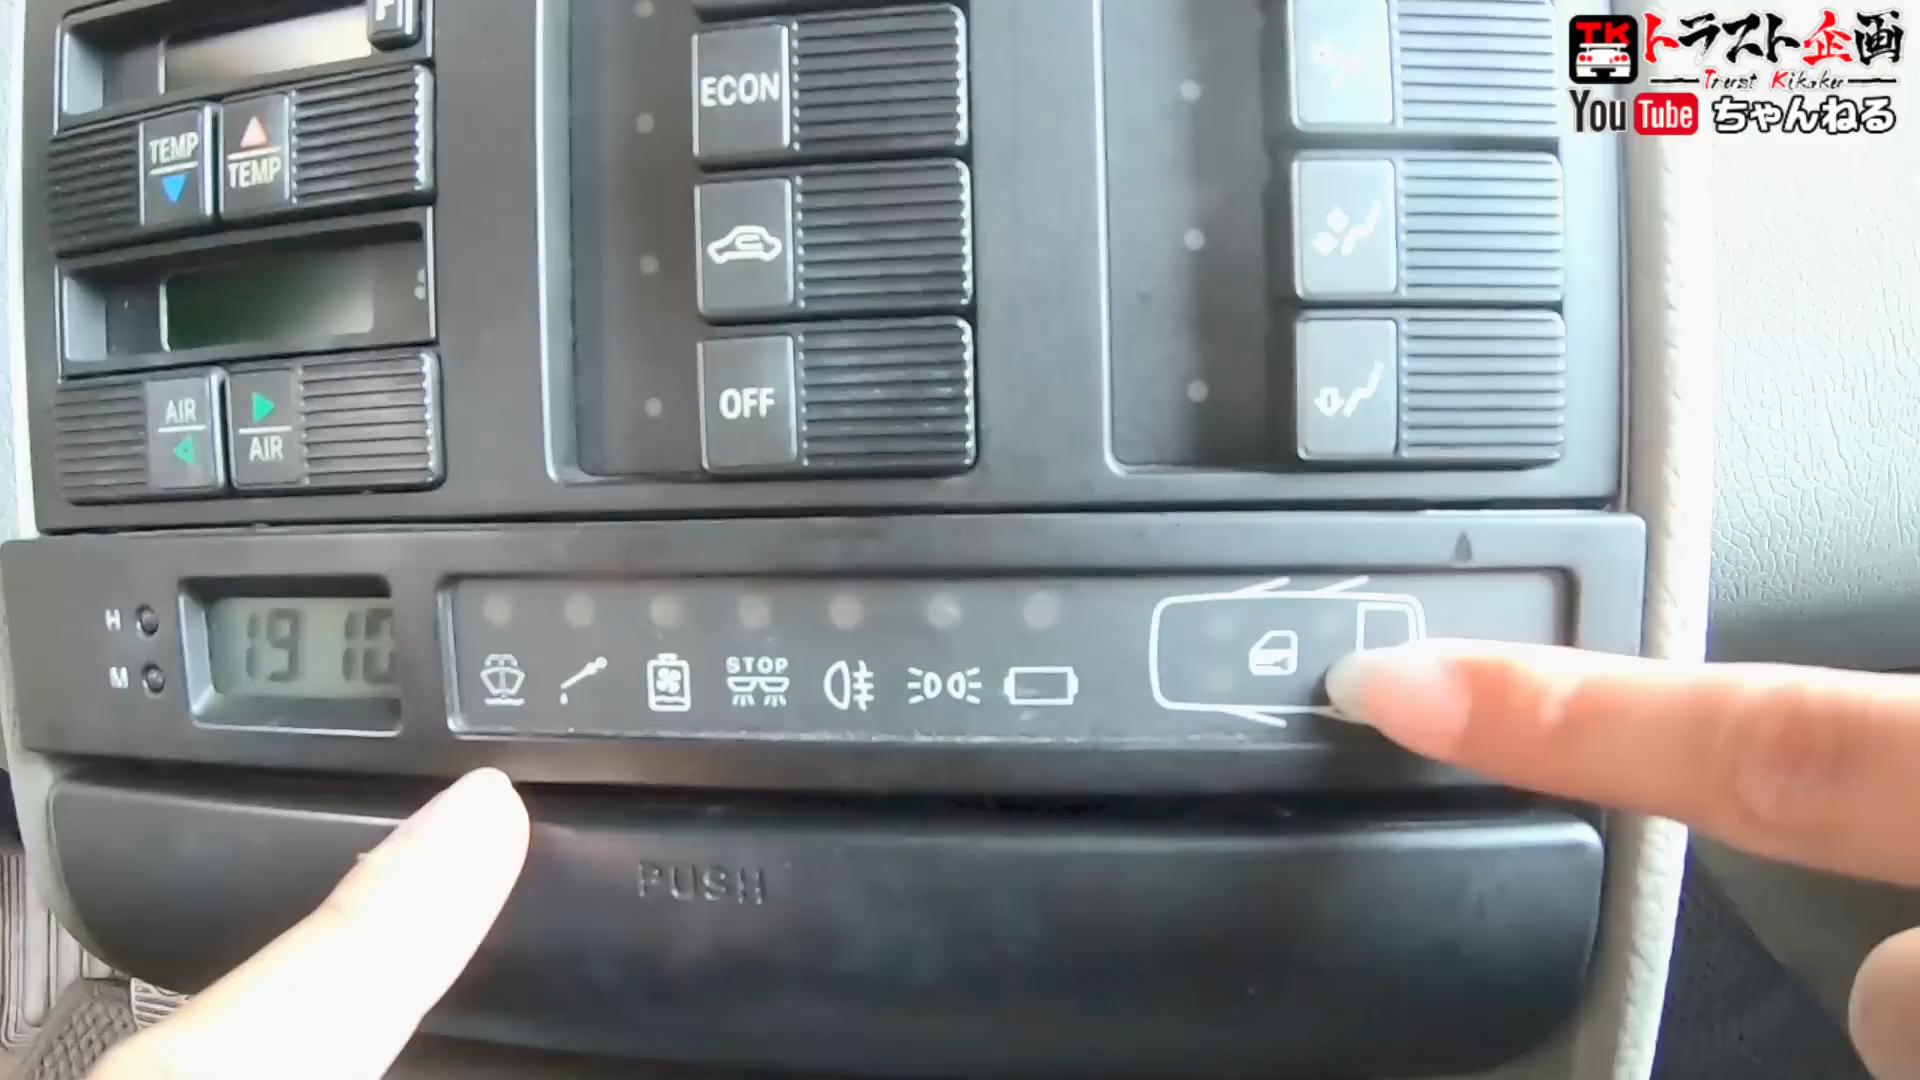 TK トラスト企画
Trust Kikaku
YouTube ちゃんねる
ECON
TEMP
TEMP
OFF
AIR
AIR
H
M
19 10
STOP
PUSH